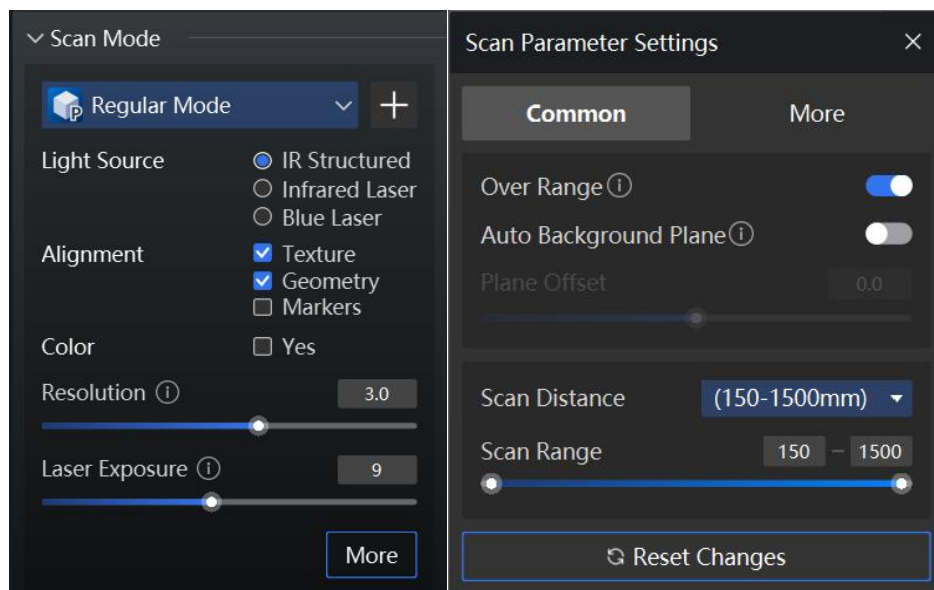 Scan Mode
Regular Mode
Light Source
IR Structured
Infrared Laser
Blue Laser
Alignment
Texture
Geometry
Markers
Color
Yes
Resolution
3.0
Laser Exposure
9
More
Scan Parameter Settings
Common
More
Over Range
Auto Background Plane
Plane Offset
0.0
Scan Distance
(150-1500mm)
Scan Range
150 – 1500
Reset Changes